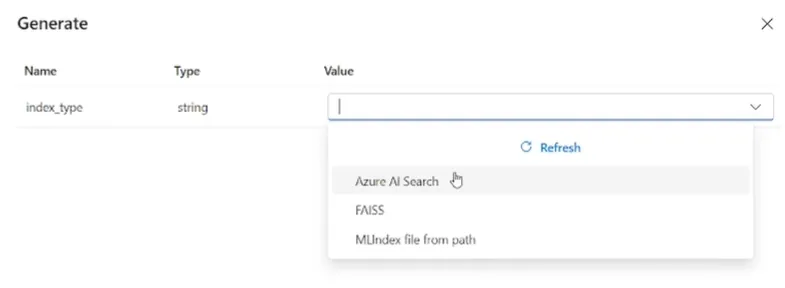 Generate
Name Type Value
index_type string
Refresh
Azure AI Search
FAISS
MLIndex file from path